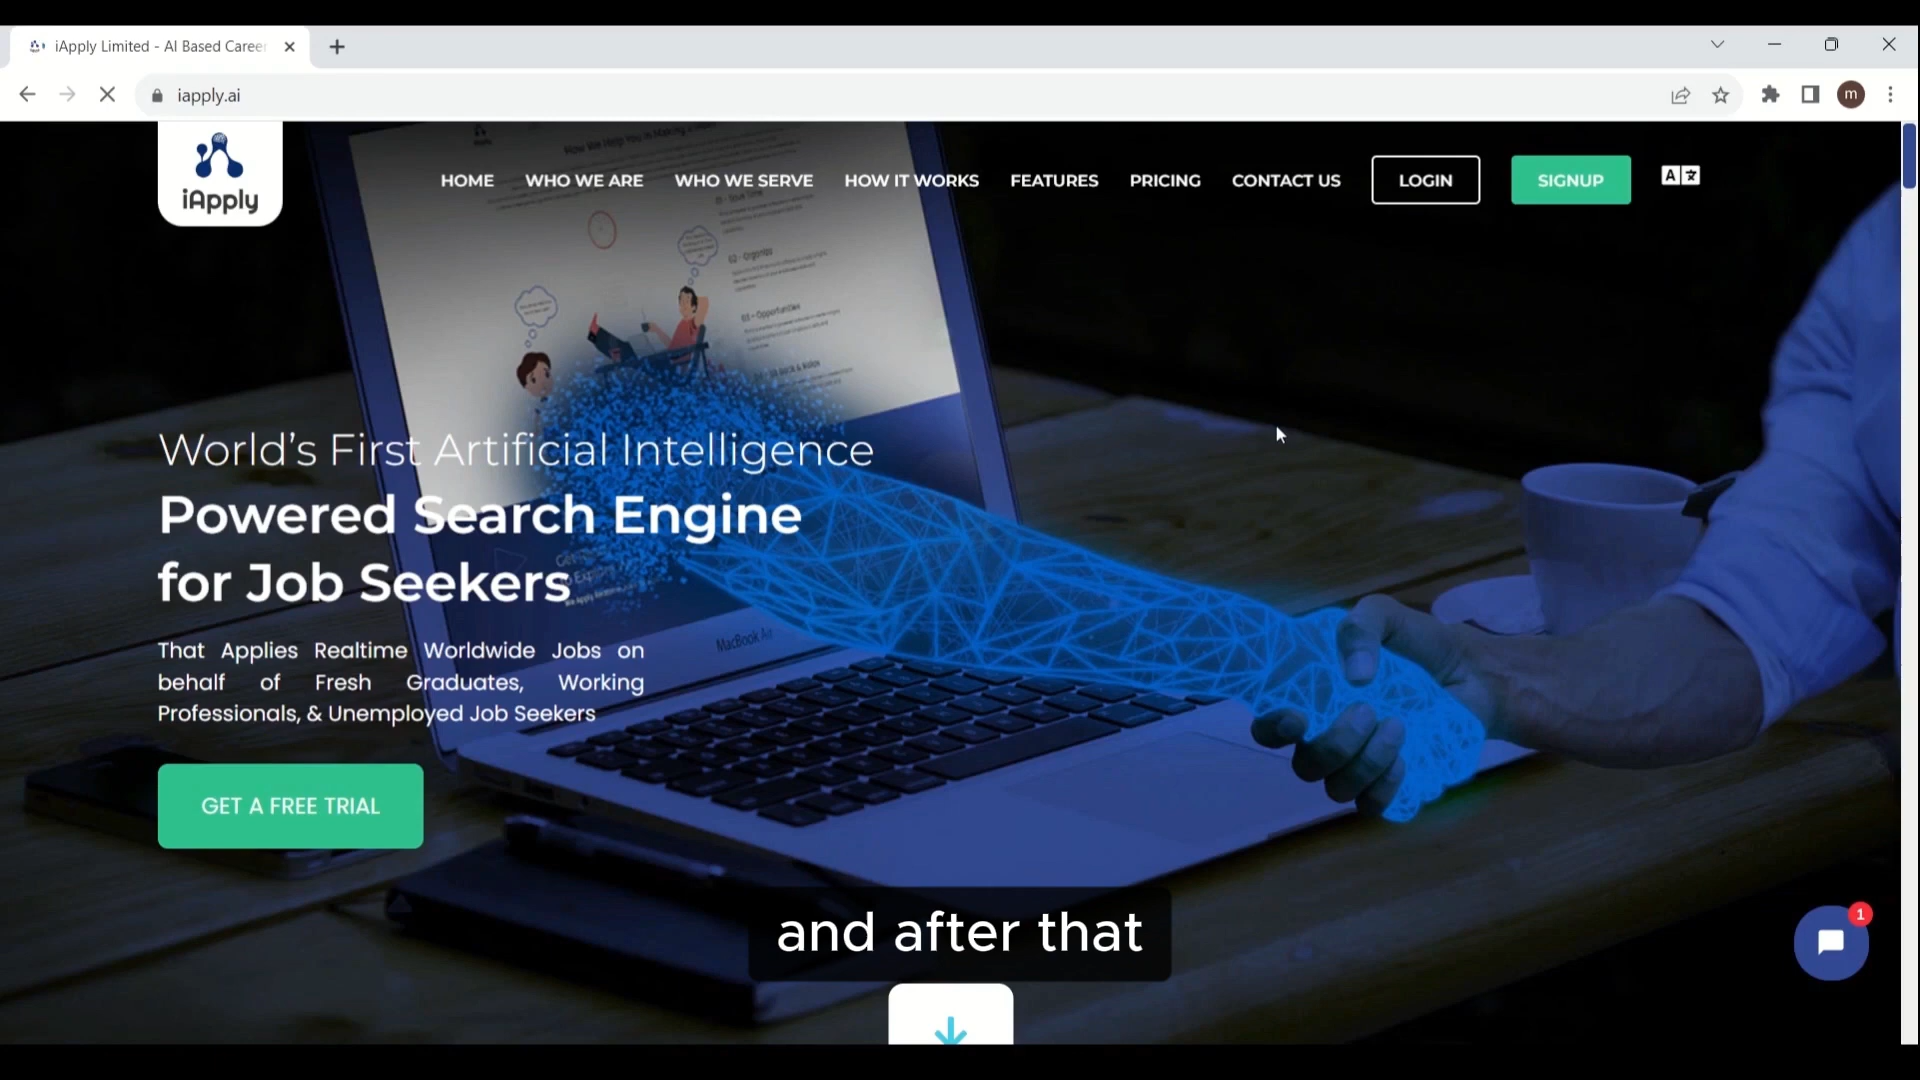 iApply Limited - AI Based Career
iapply.ai
m
iApply
HOME
WHO WE ARE
WHO WE SERVE
HOW IT WORKS
FEATURES
PRICING
CONTACT US
LOGIN
SIGNUP
World's First Artificial Intelligence
Powered Search Engine
for Job Seekers
MacBook Air
That Applies Realtime Worldwide Jobs on
behalf of Fresh Graduates, Working
Professionals, & Unemployed Job Seekers
GET A FREE TRIAL
and after that
1